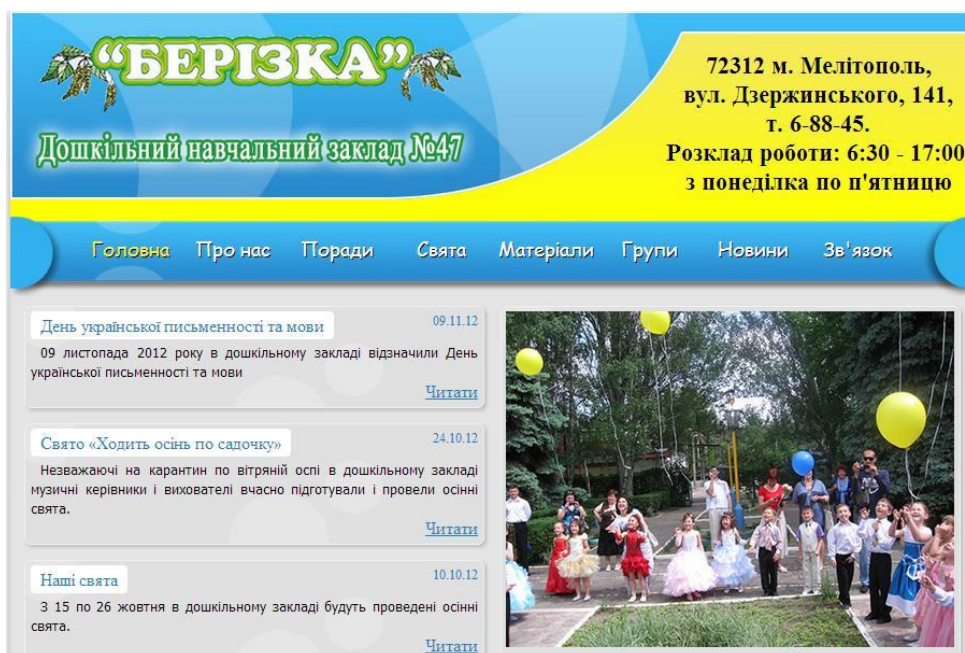 “БЕРІЗКА”
Дошкільний навчальний заклад №47
72312 м. Мелітополь,
вул. Дзержинського, 141,
т. 6-88-45.
Розклад роботи: 6:30 - 17:00
з понеділка по п'ятницю
Головна Про нас Поради Свята Матеріали Групи Новини Зв'язок
День української письменності та мови 09.11.12
09 листопада 2012 року в дошкільному закладі відзначили День
української письменності та мови
Читати
Свято «Ходить осінь по садочку» 24.10.12
Незважаючі на карантин по вітряній оспі в дошкільному закладі
музичні керівники і вихователі вчасно підготували і провели осінні
свята.
Читати
Наші свята 10.10.12
З 15 по 26 жовтня в дошкільному закладі будуть проведені осінні
свята.
Читати